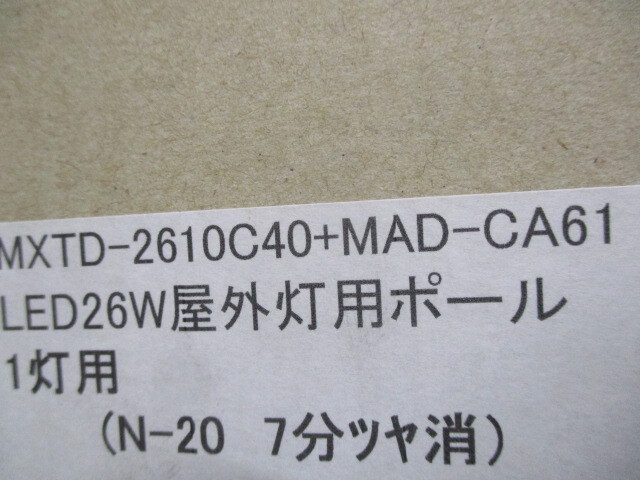 MXTD-2610C40+MAD-CA61
LED26W屋外灯用ポール
1灯用
(N-20 7分ツヤ消)